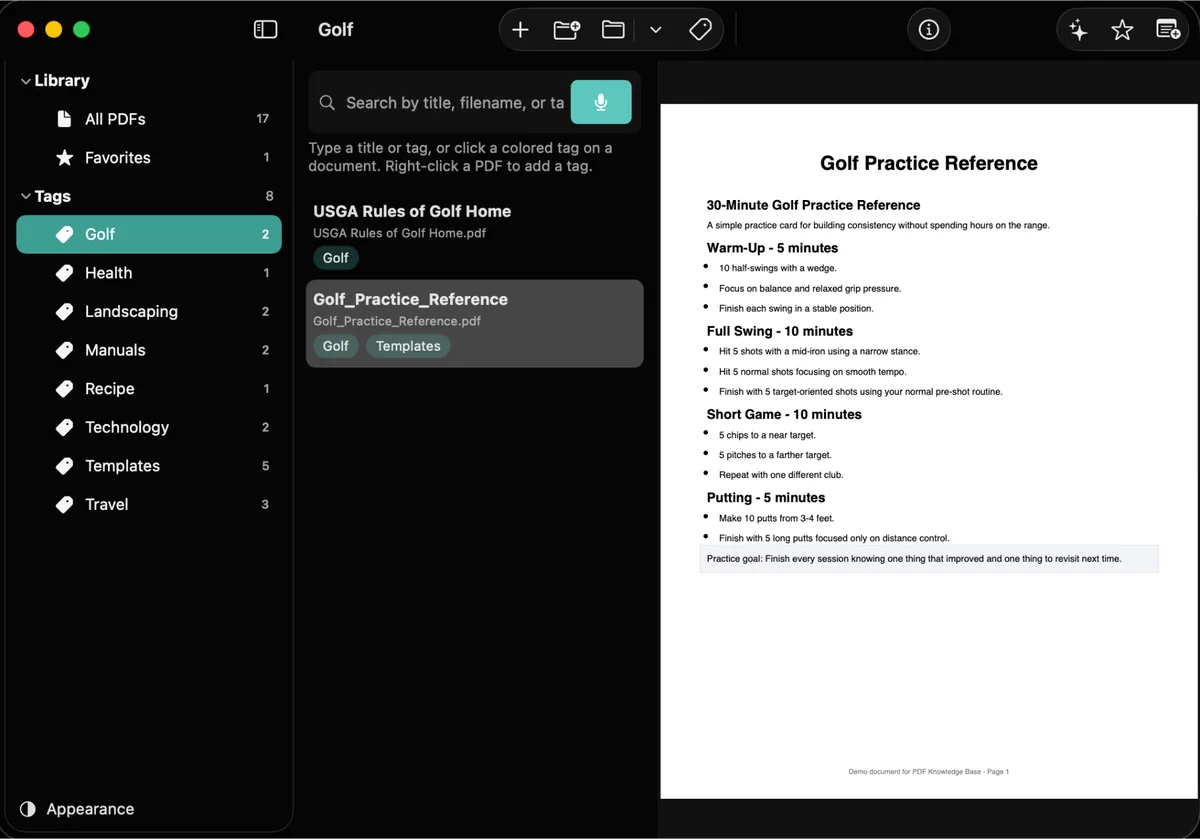 Golf
Library
All PDFs 17
Favorites 1
Tags 8
Golf 2
Health 1
Landscaping 2
Manuals 2
Recipe 1
Technology 2
Templates 5
Travel 3
Appearance
Search by title, filename, or ta
Type a title or tag, or click a colored tag on a
document. Right-click a PDF to add a tag.
USGA Rules of Golf Home
USGA Rules of Golf Home.pdf
Golf
Golf_Practice_Reference
Golf_Practice_Reference.pdf
Golf Templates
Golf Practice Reference
30-Minute Golf Practice Reference
A simple practice card for building consistency without spending hours on the range.
Warm-Up - 5 minutes
• 10 half-swings with a wedge.
• Focus on balance and relaxed grip pressure.
• Finish each swing in a stable position.
Full Swing - 10 minutes
• Hit 5 shots with a mid-iron using a narrow stance.
• Hit 5 normal shots focusing on smooth tempo.
• Finish with 5 target-oriented shots using your normal pre-shot routine.
Short Game - 10 minutes
• 5 chips to a near target.
• 5 pitches to a farther target.
• Repeat with one different club.
Putting - 5 minutes
• Make 10 putts from 3-4 feet.
• Finish with 5 long putts focused only on distance control.
Practice goal: Finish every session knowing one thing that improved and one thing to revisit next time.
Demo document for PDF Knowledge Base - Page 1